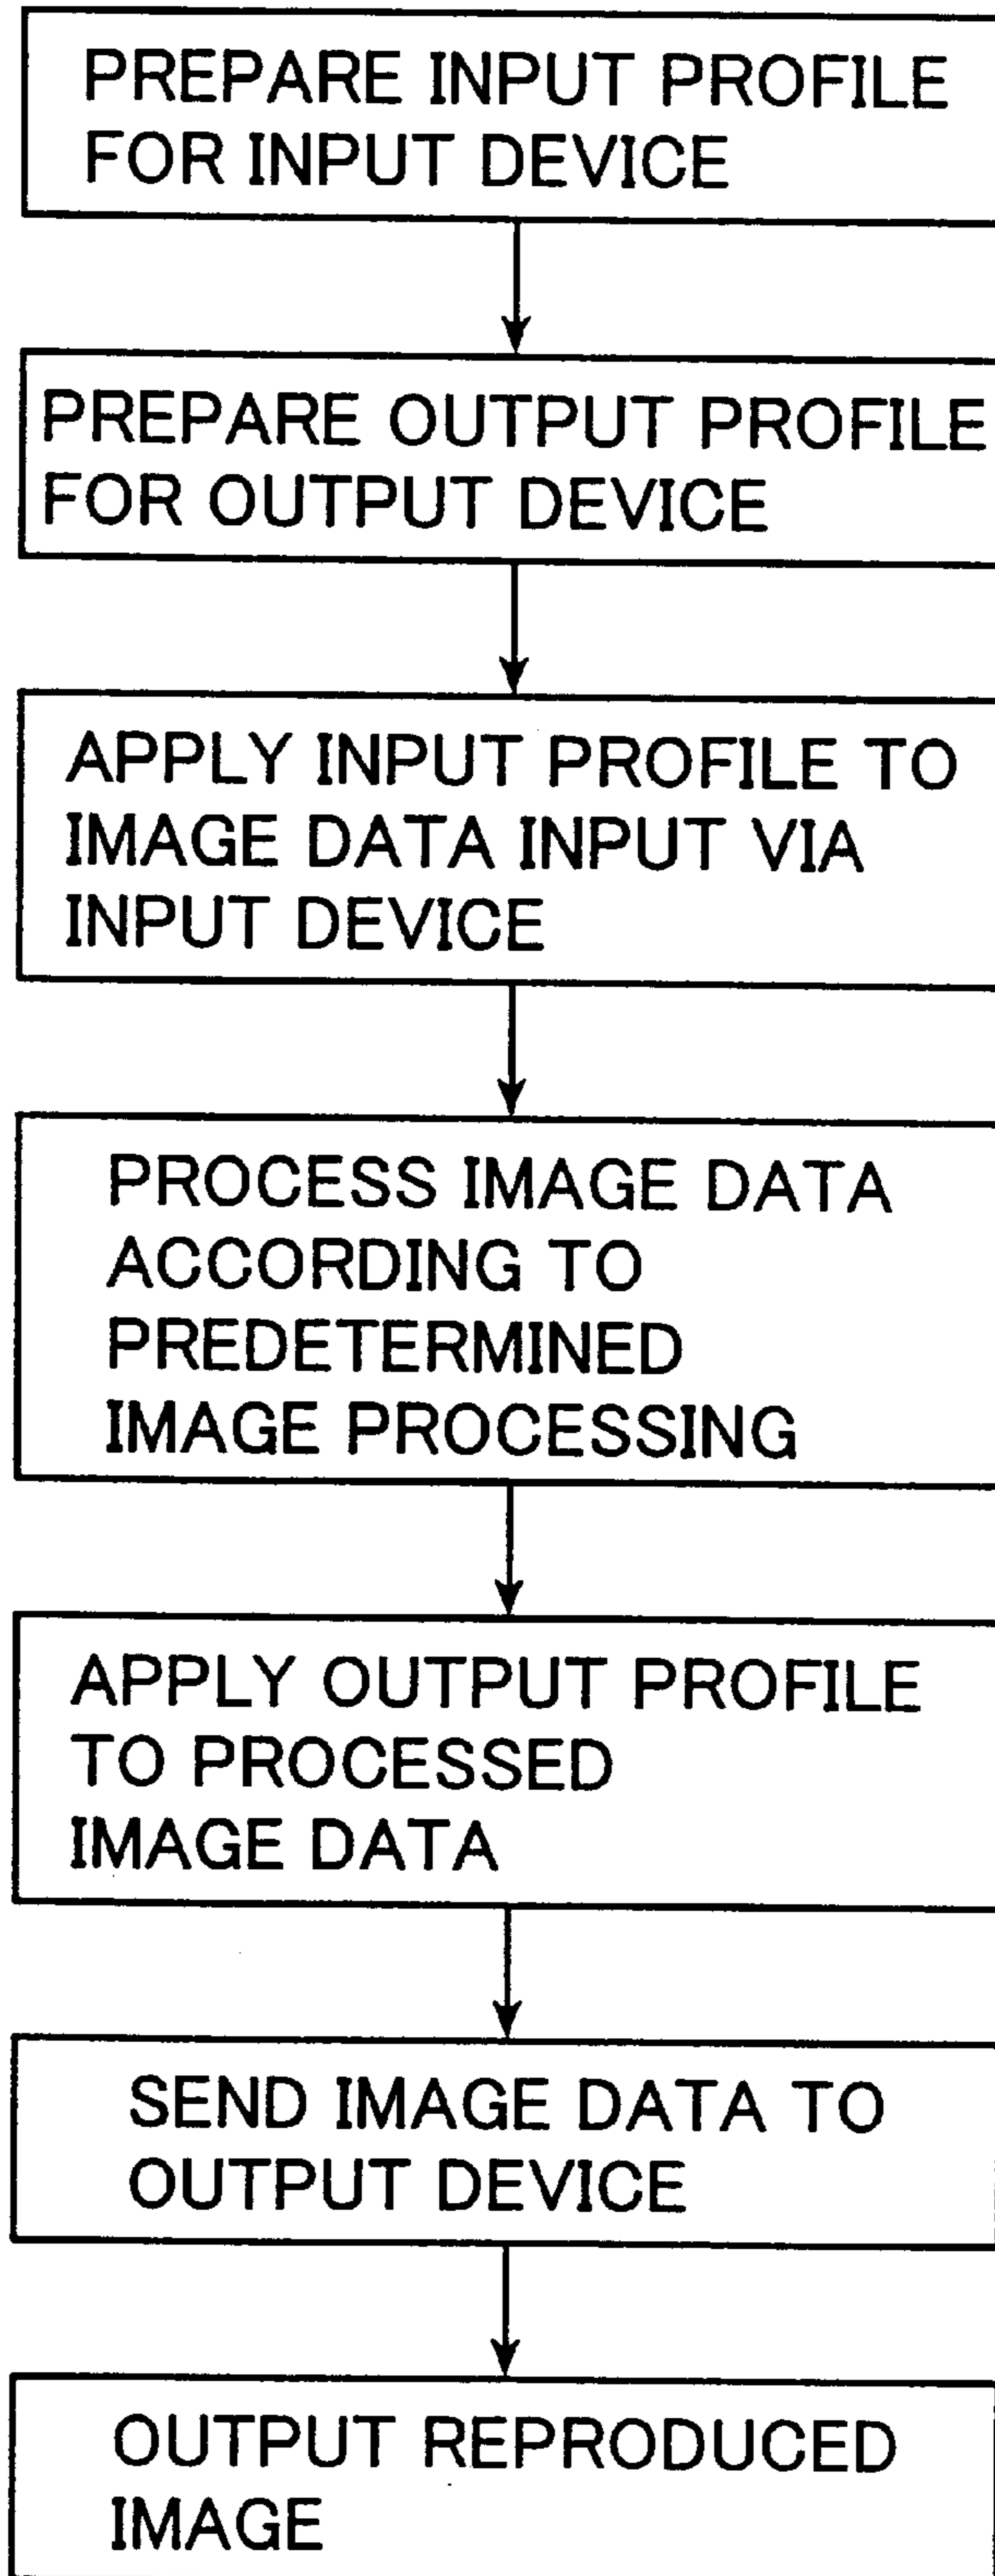 PREPARE INPUT PROFILE
FOR INPUT DEVICE
PREPARE OUTPUT PROFILE
FOR OUTPUT DEVICE
APPLY INPUT PROFILE TO
IMAGE DATA INPUT VIA
INPUT DEVICE
PROCESS IMAGE DATA
ACCORDING TO
PREDETERMINED
IMAGE PROCESSING
APPLY OUTPUT PROFILE
TO PROCESSED
IMAGE DATA
SEND IMAGE DATA TO
OUTPUT DEVICE
OUTPUT REPRODUCED
IMAGE